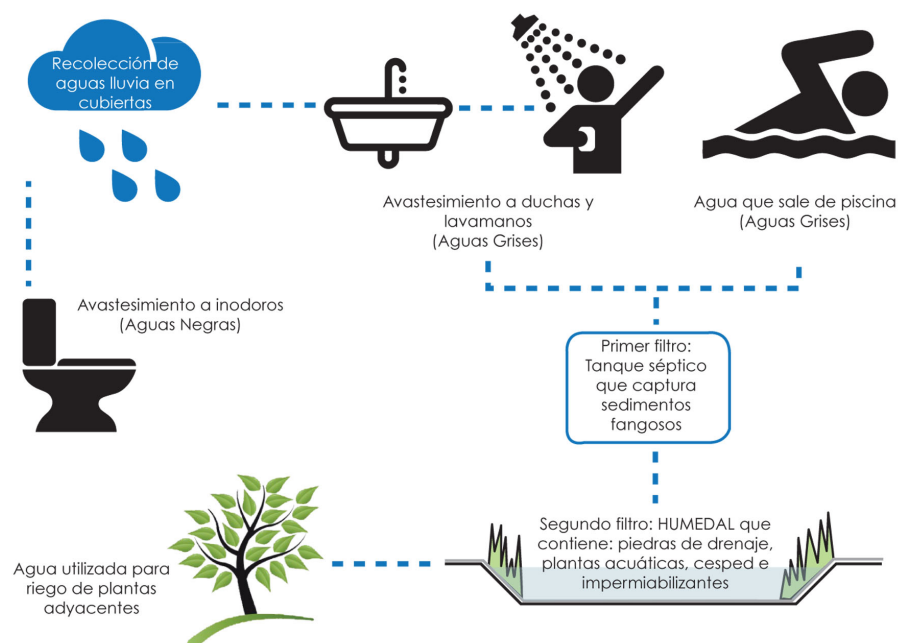 Recolección de
aguas lluvia en
cubiertas
Avastesimiento a duchas y
lavamanos
(Aguas Grises)
Agua que sale de piscina
(Aguas Grises)
Avastesimiento a inodoros
(Aguas Negras)
Primer filtro:
Tanque séptico
que captura
sedimentos
fangosos
Segundo filtro: HUMEDAL que
contiene: piedras de drenaje,
plantas acuáticas, cesped e
impermiabilizantes
Agua utilizada para
riego de plantas
adyacentes